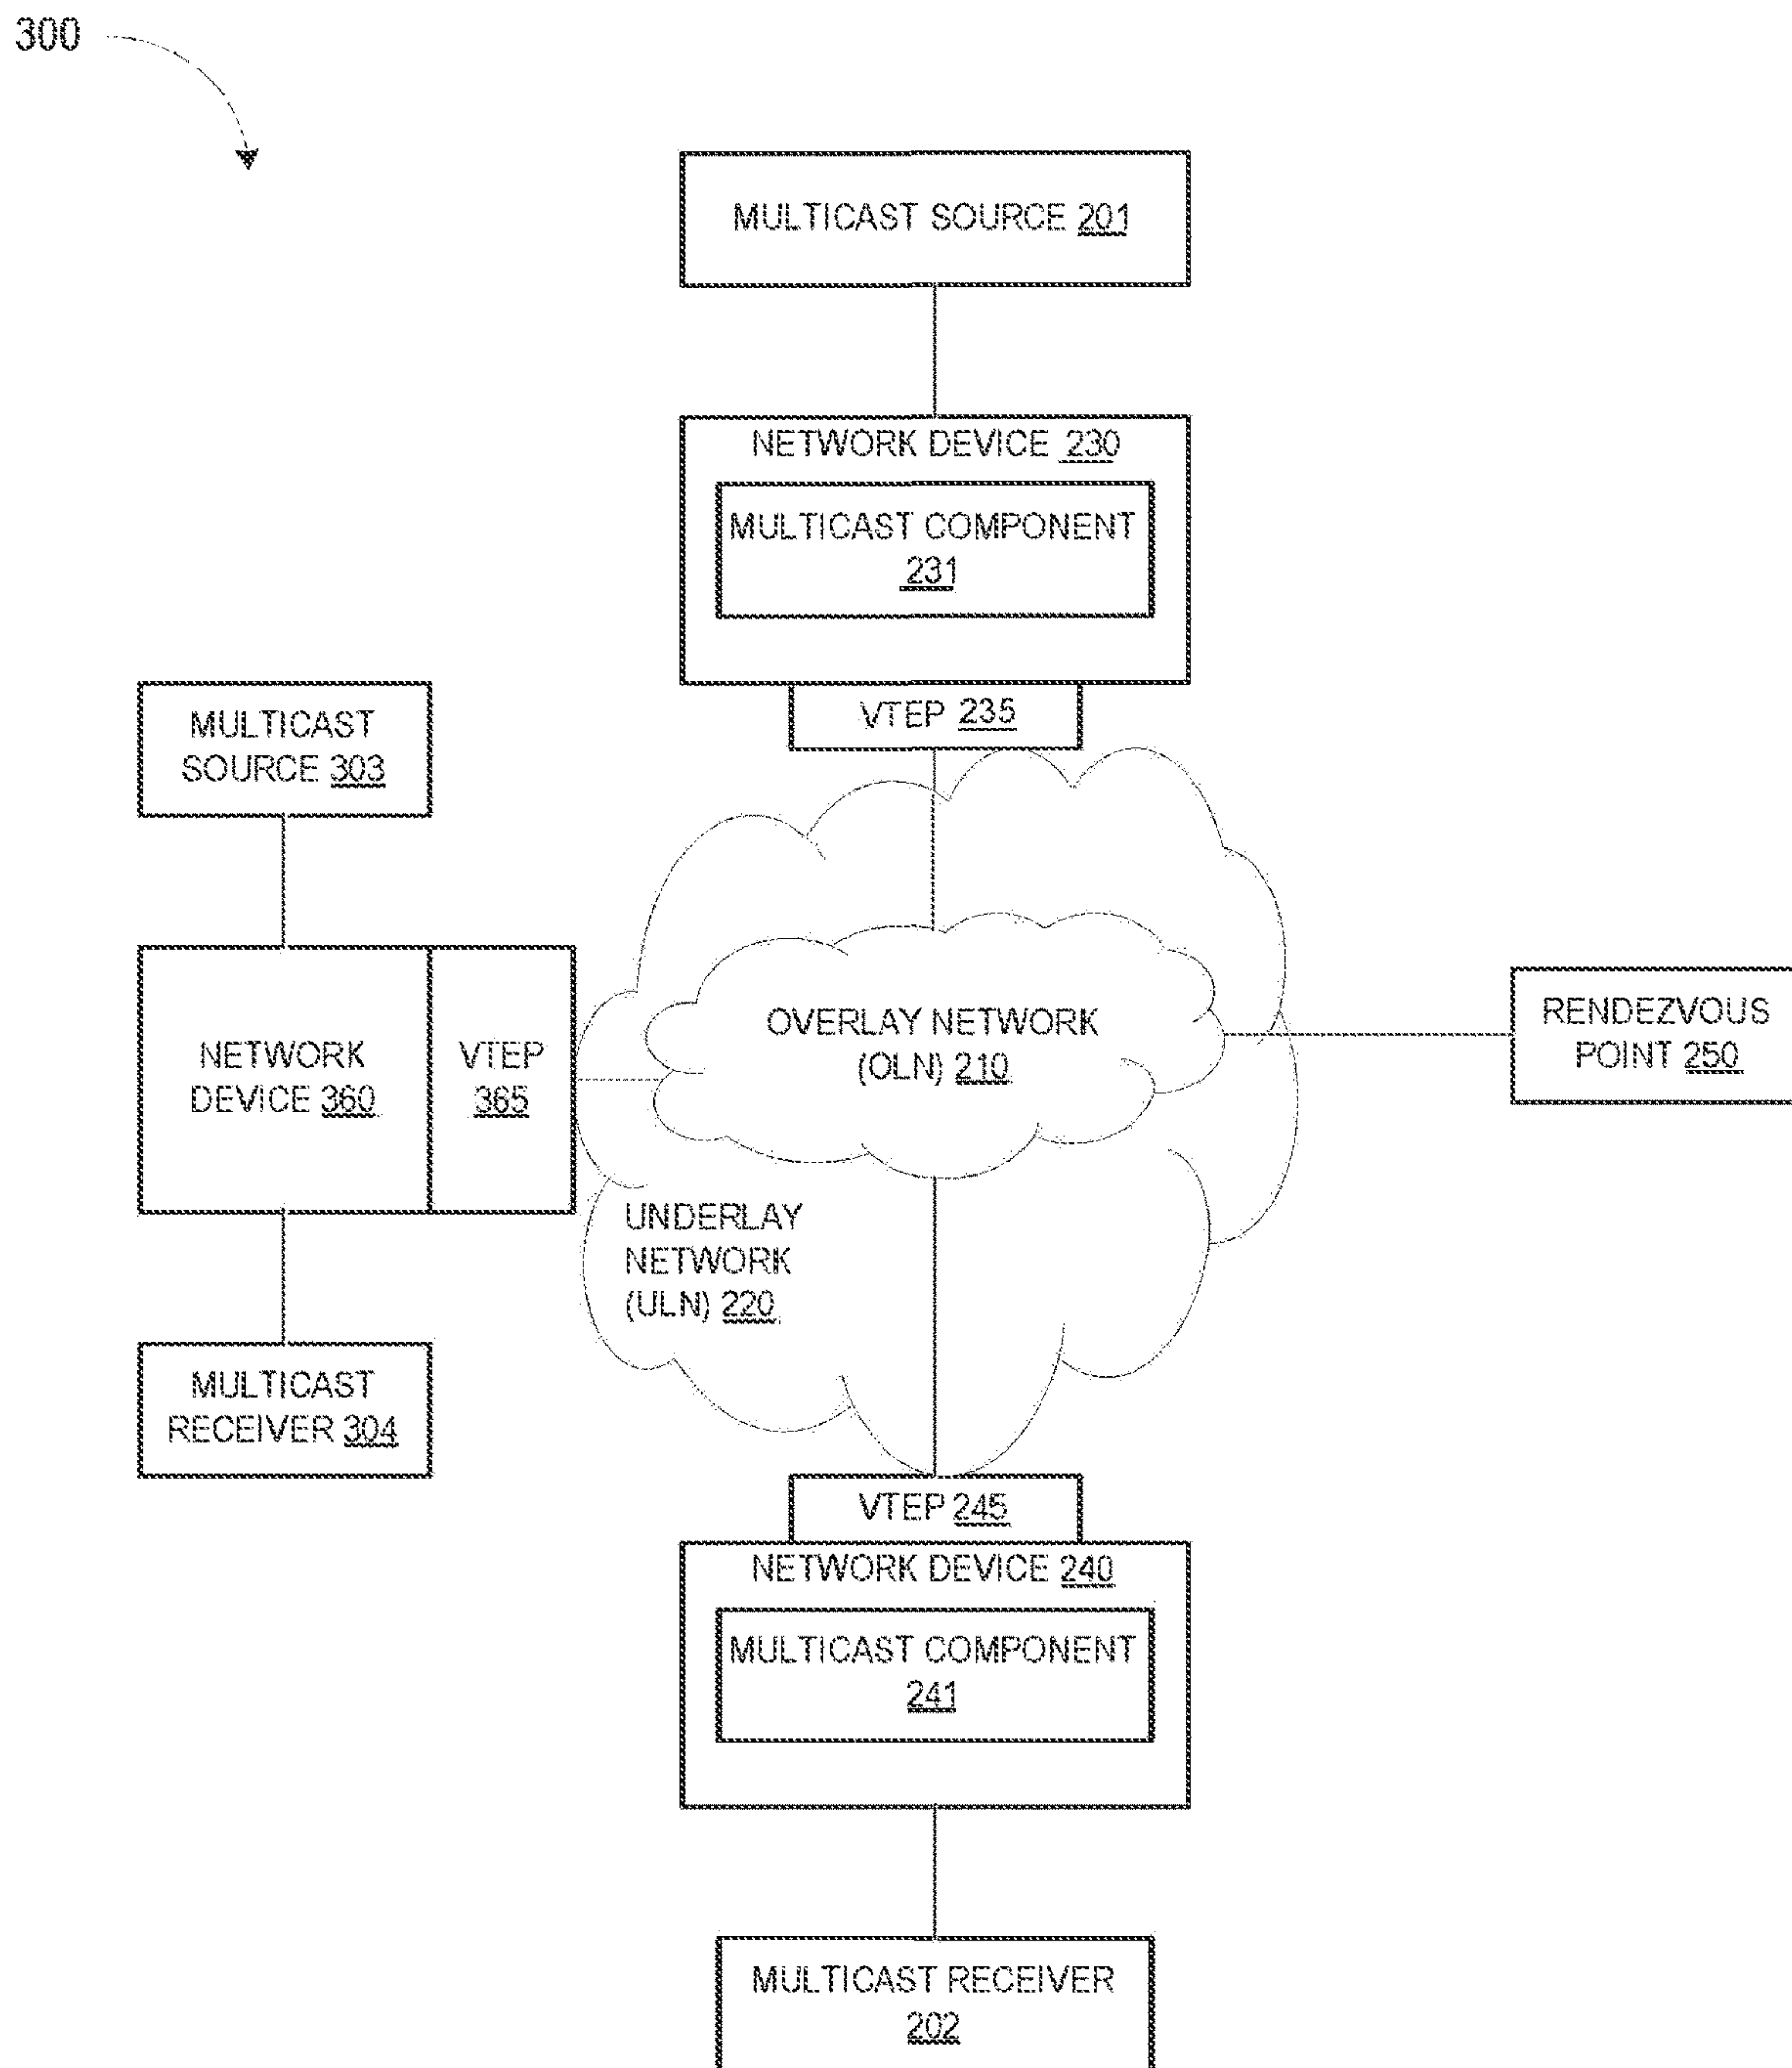 300
MULTICAST SOURCE 201
NETWORK DEVICE 230
MULTICAST COMPONENT
231
VTEP 235
MULTICAST
SOURCE 303
NETWORK
DEVICE 360
VTEP
365
OVERLAY NETWORK
(OLN) 210
RENDEZVOUS
POINT 250
UNDERLAY
NETWORK
(ULN) 220
MULTICAST
RECEIVER 304
VTEP 245
NETWORK DEVICE 240
MULTICAST COMPONENT
241
MULTICAST RECEIVER
202